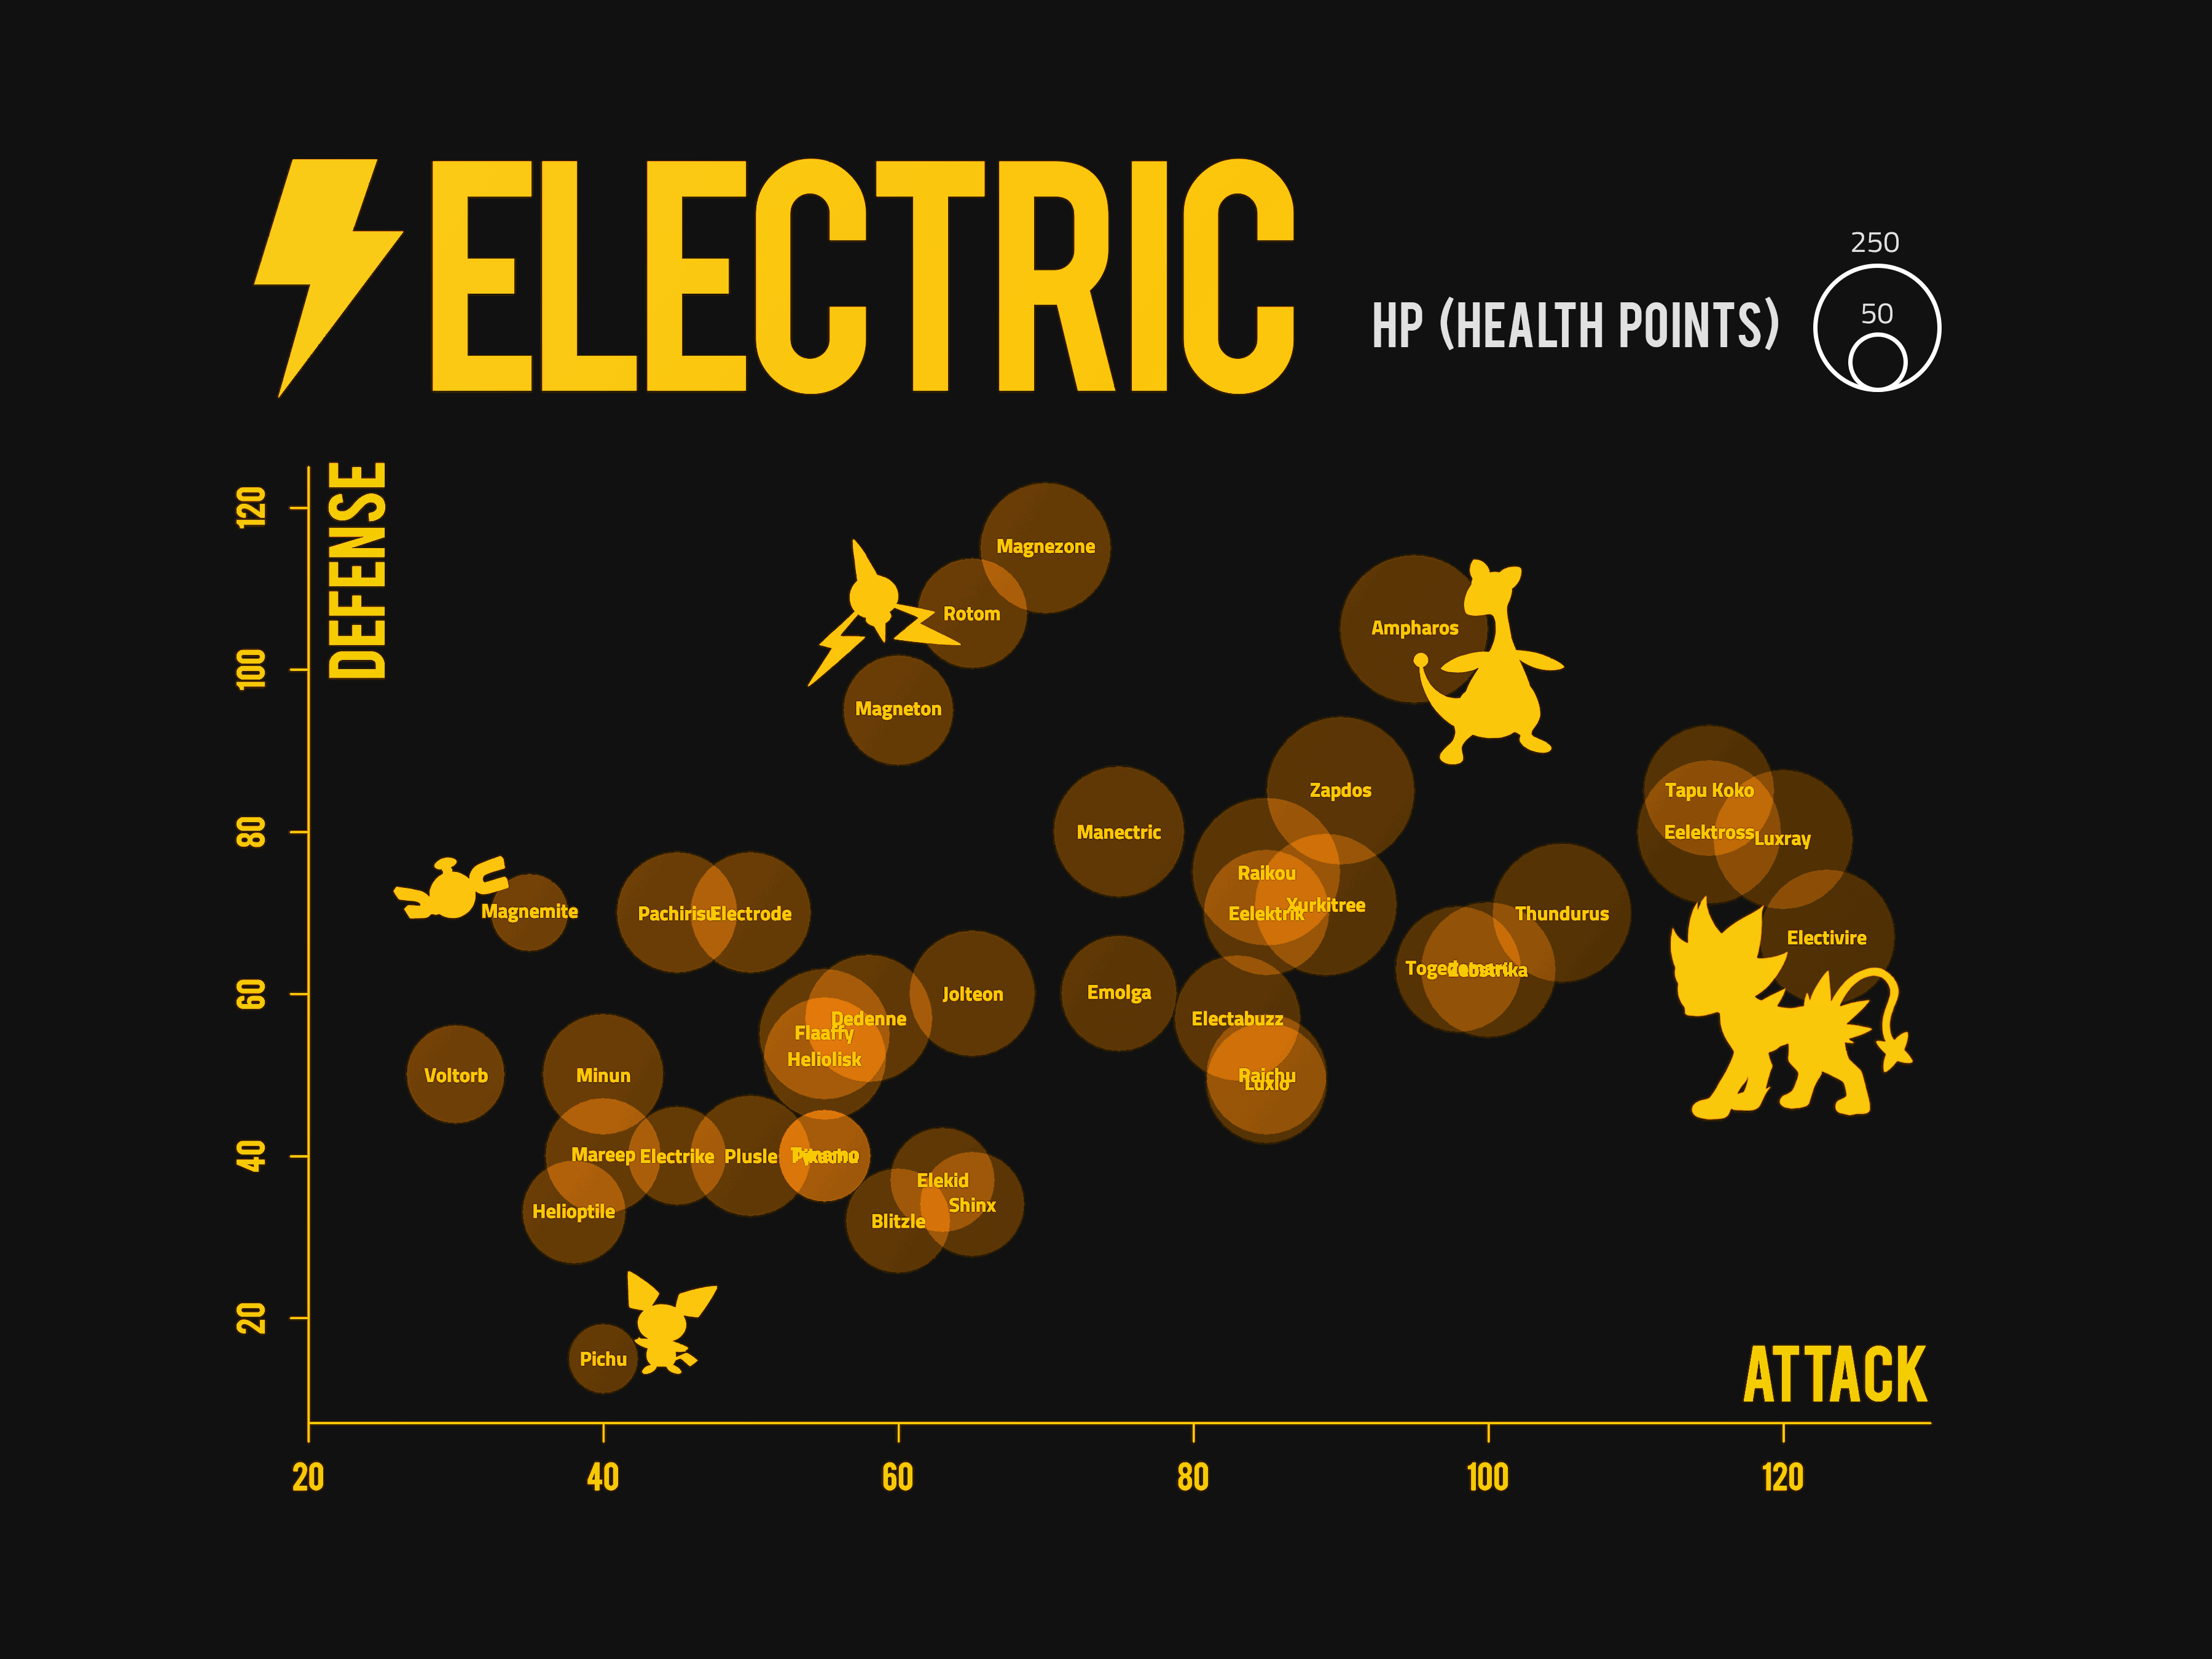 ELECTRIC
HP (HEALTH POINTS)
250
50
DEFENSE
120
100
80
60
40
20
Magnezone
Rotom
Ampharos
Magneton
Zapdos
Tapu Koko
Manectric
Eelektross
Luxray
Raikou
Xurkitree
Magnemite
Pachirisu
Electrode
Eelektrik
Thundurus
Electivire
Togedemaru
Zebstrika
Jolteon
Emolga
Dedenne
Electabuzz
Flaaffy
Heliolisk
Voltorb
Minun
Raichu
Luxio
Mareep
Electrike
Plusle
Tynamo
Pikachu
Elekid
Shinx
Helioptile
Blitzle
Pichu
ATTACK
20
40
60
80
100
120